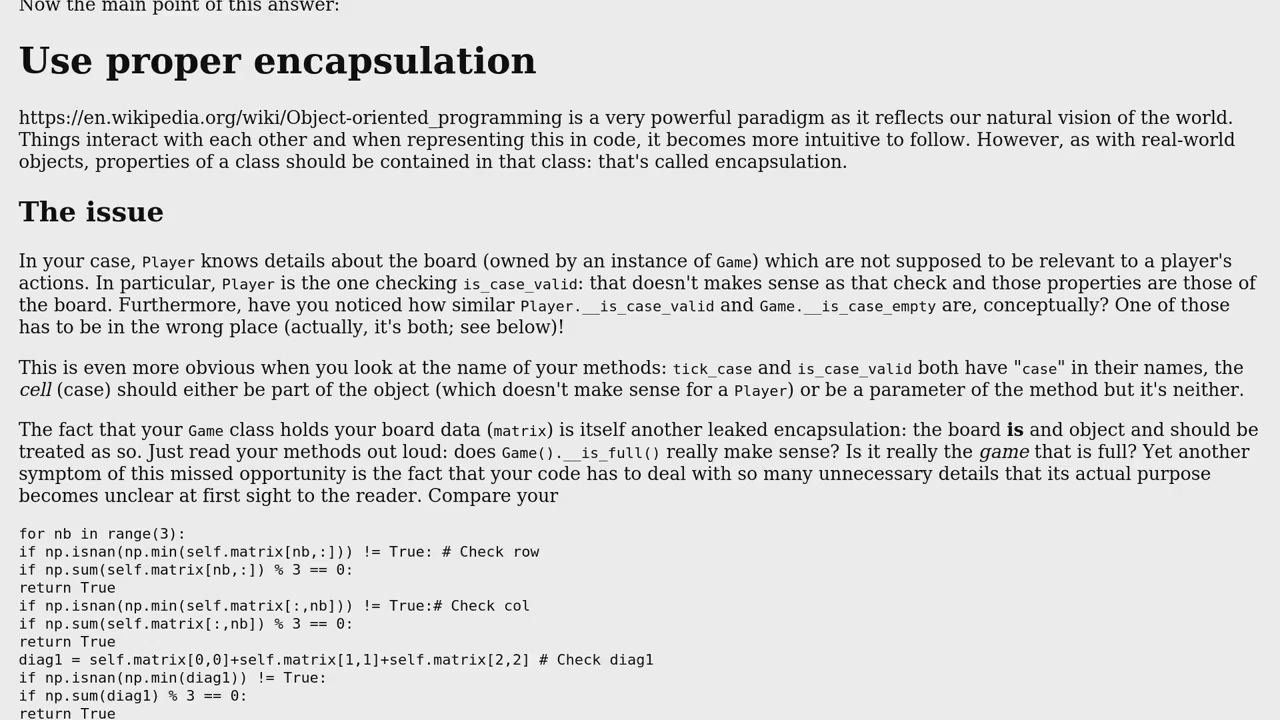 Now the main point of this answer:
Use proper encapsulation
https://en.wikipedia.org/wiki/Object-oriented_programming is a very powerful paradigm as it reflects our natural vision of the world.
Things interact with each other and when representing this in code, it becomes more intuitive to follow. However, as with real-world
objects, properties of a class should be contained in that class: that's called encapsulation.
The issue
In your case, Player knows details about the board (owned by an instance of Game) which are not supposed to be relevant to a player's
actions. In particular, Player is the one checking is_case_valid: that doesn't makes sense as that check and those properties are those of
the board. Furthermore, have you noticed how similar Player.__is_case_valid and Game.__is_case_empty are, conceptually? One of those
has to be in the wrong place (actually, it's both; see below)!
This is even more obvious when you look at the name of your methods: tick_case and is_case_valid both have "case" in their names, the
cell (case) should either be part of the object (which doesn't make sense for a Player) or be a parameter of the method but it's neither.
The fact that your Game class holds your board data (matrix) is itself another leaked encapsulation: the board is and object and should be
treated as so. Just read your methods out loud: does Game().__is_full() really make sense? Is it really the game that is full? Yet another
symptom of this missed opportunity is the fact that your code has to deal with so many unnecessary details that its actual purpose
becomes unclear at first sight to the reader. Compare your
for nb in range(3):
if np.isnan(np.min(self.matrix[nb,:])) != True: # Check row
if np.sum(self.matrix[nb,:]) % 3 == 0:
return True
if np.isnan(np.min(self.matrix[:,nb])) != True:# Check col
if np.sum(self.matrix[:,nb]) % 3 == 0:
return True
diag1 = self.matrix[0,0]+self.matrix[1,1]+self.matrix[2,2] # Check diag1
if np.isnan(np.min(diag1)) != True:
if np.sum(diag1) % 3 == 0:
return True